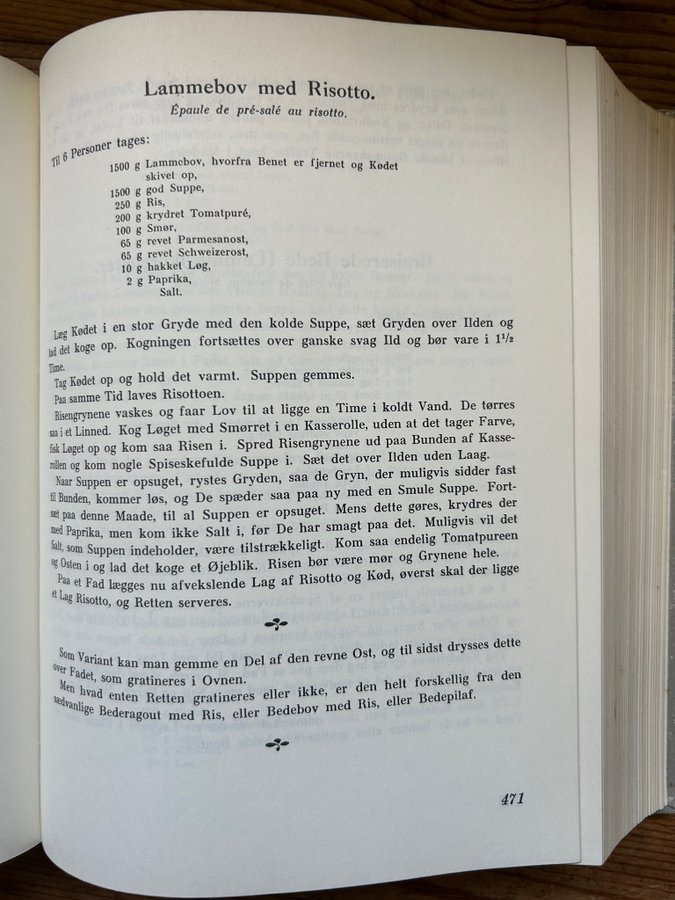 Lammebov med Risotto.
Épaule de pré-salé au risotto.
Til 6 Personer tages:
1500 g Lammebov, hvorfra Benet er fjernet og Kødet
skivet op,
1500 g god Suppe,
250 g Ris,
200 g krydret Tomatpuré,
100 g Smør,
65 g revet Parmesanost,
65 g revet Schweizerost,
10 g hakket Løg,
2 g Paprika,
Salt.
Læg Kødet i en stor Gryde med den kolde Suppe, sæt Gryden over Ilden og
lad det koge op. Kogningen fortsættes over ganske svag Ild og bør vare i 1½
Time.
Tag Kødet op og hold det varmt. Suppen gemmes.
Paa samme Tid laves Risottoen.
Risengrynene vaskes og faar Lov til at ligge en Time i koldt Vand. De tørres
saa i et Linned. Kog Løget med Smørret i en Kasserolle, uden at det tager Farve,
fisk Løget op og kom saa Risen i. Spred Risengrynene ud paa Bunden af Kasse-
rollen og kom nogle Spiseskefulde Suppe i. Sæt det over Ilden uden Laag.
Naar Suppen er opsuget, rystes Gryden, saa de Gryn, der muligvis sidder fast
til Bunden, kommer løs, og De spæder saa paa ny med en Smule Suppe. Fort-
sæt paa denne Maade, til al Suppen er opsuget. Mens dette gøres, krydres der
med Paprika, men kom ikke Salt i, før De har smagt paa det. Muligvis vil det
Salt, som Suppen indeholder, være tilstrækkeligt. Kom saa endelig Tomatpureen
og Osten i og lad det koge et Øjeblik. Risen bør være mør og Grynene hele.
Paa et Fad lægges nu afvekslende Lag af Risotto og Kød, øverst skal der ligge
et Lag Risotto, og Retten serveres.
Som Variant kan man gemme en Del af den revne Ost, og til sidst drysses dette
over Fadet, som gratineres i Ovnen.
Men hvad enten Retten gratineres eller ikke, er den helt forskellig fra den
sædvanlige Bederagout med Ris, eller Bedebov med Ris, eller Bedepilaf.
471